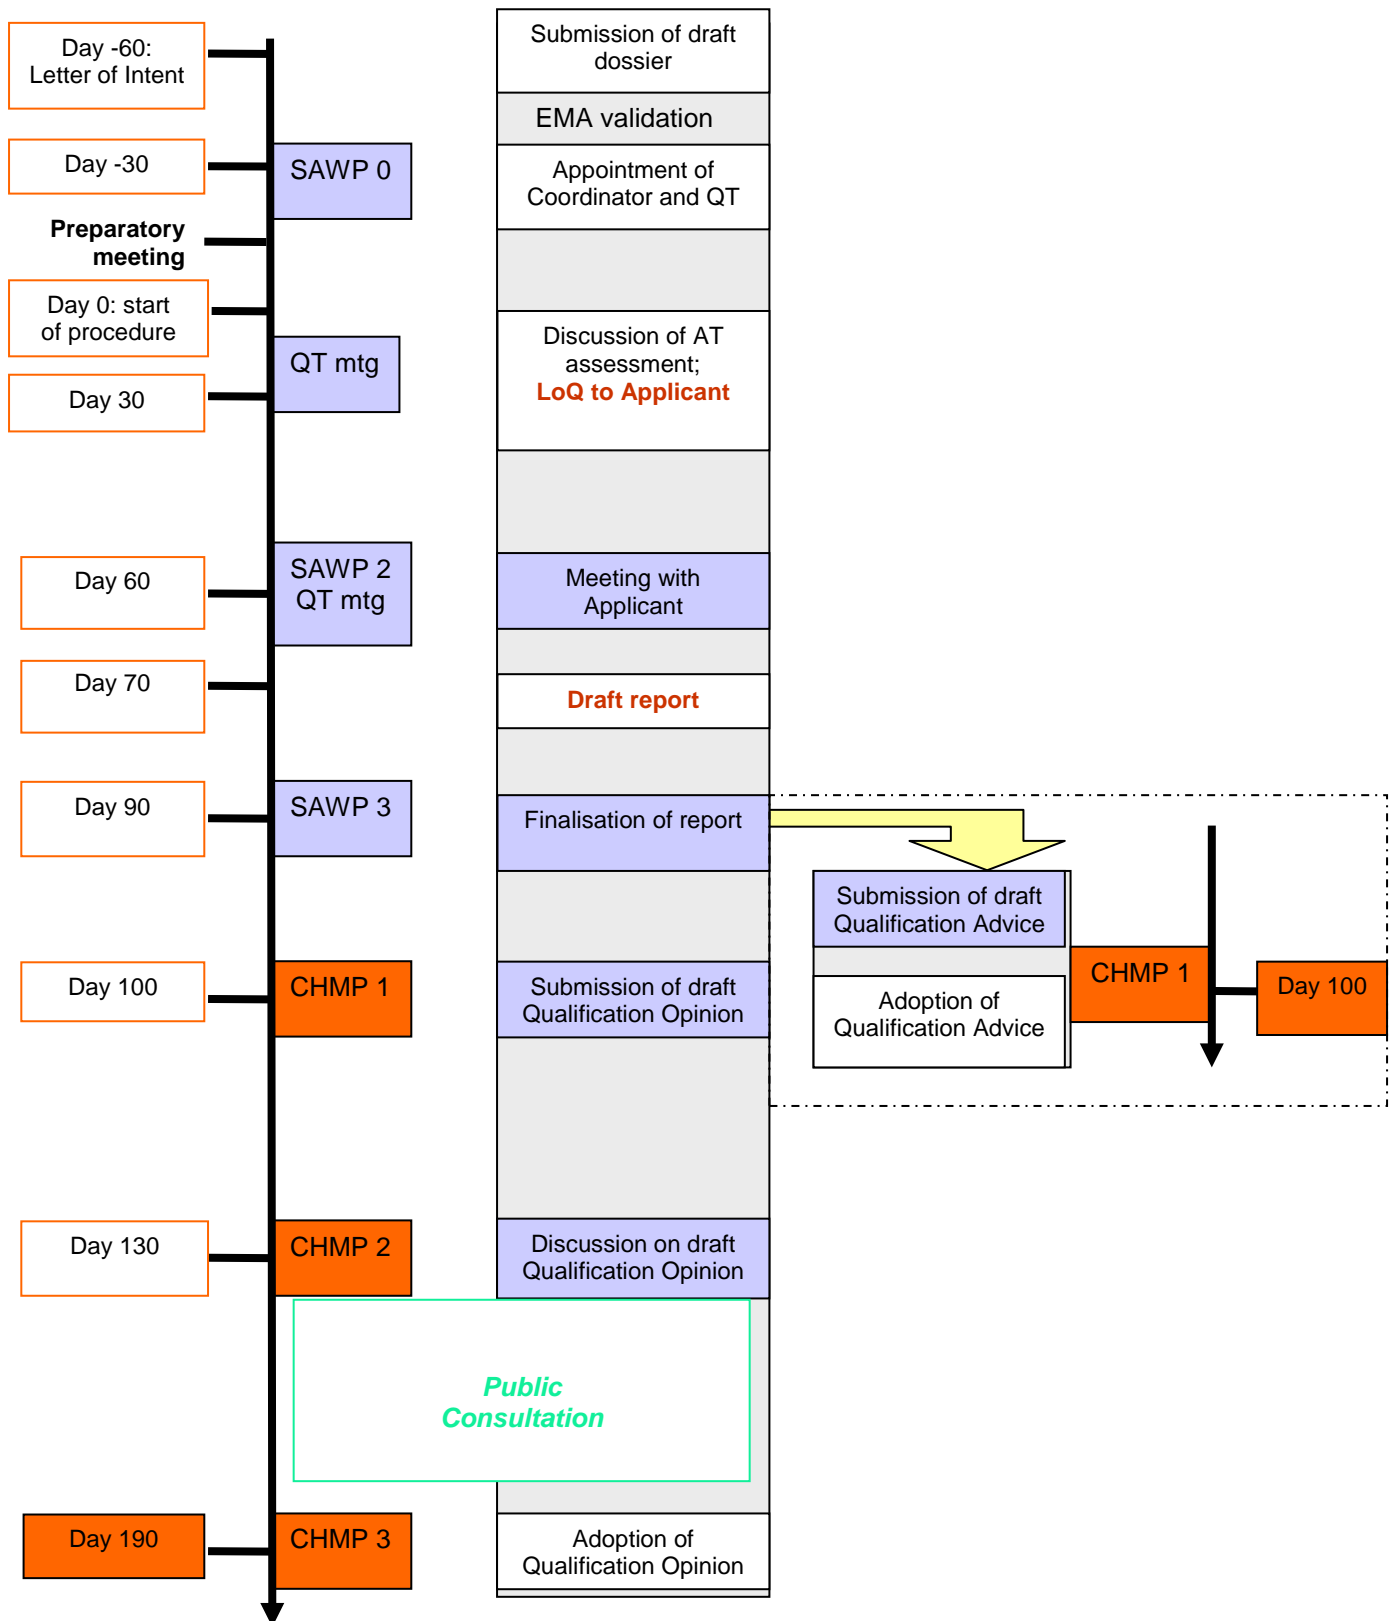 Day -60:
Letter of Intent
Submission of draft
dossier
EMA validation
Day -30
SAWP 0
Appointment of
Coordinator and QT
Preparatory
meeting
Day 0: start
of procedure
QT mtg
Discussion of AT
assessment;
LoQ to Applicant
Day 30
Day 60
SAWP 2
QT mtg
Meeting with
Applicant
Day 70
Draft report
Day 90
SAWP 3
Finalisation of report
Submission of draft
Qualification Advice
CHMP 1
Day 100
Adoption of
Qualification Advice
Day 100
CHMP 1
Submission of draft
Qualification Opinion
Day 130
CHMP 2
Discussion on draft
Qualification Opinion
Public
Consultation
Day 190
CHMP 3
Adoption of
Qualification Opinion